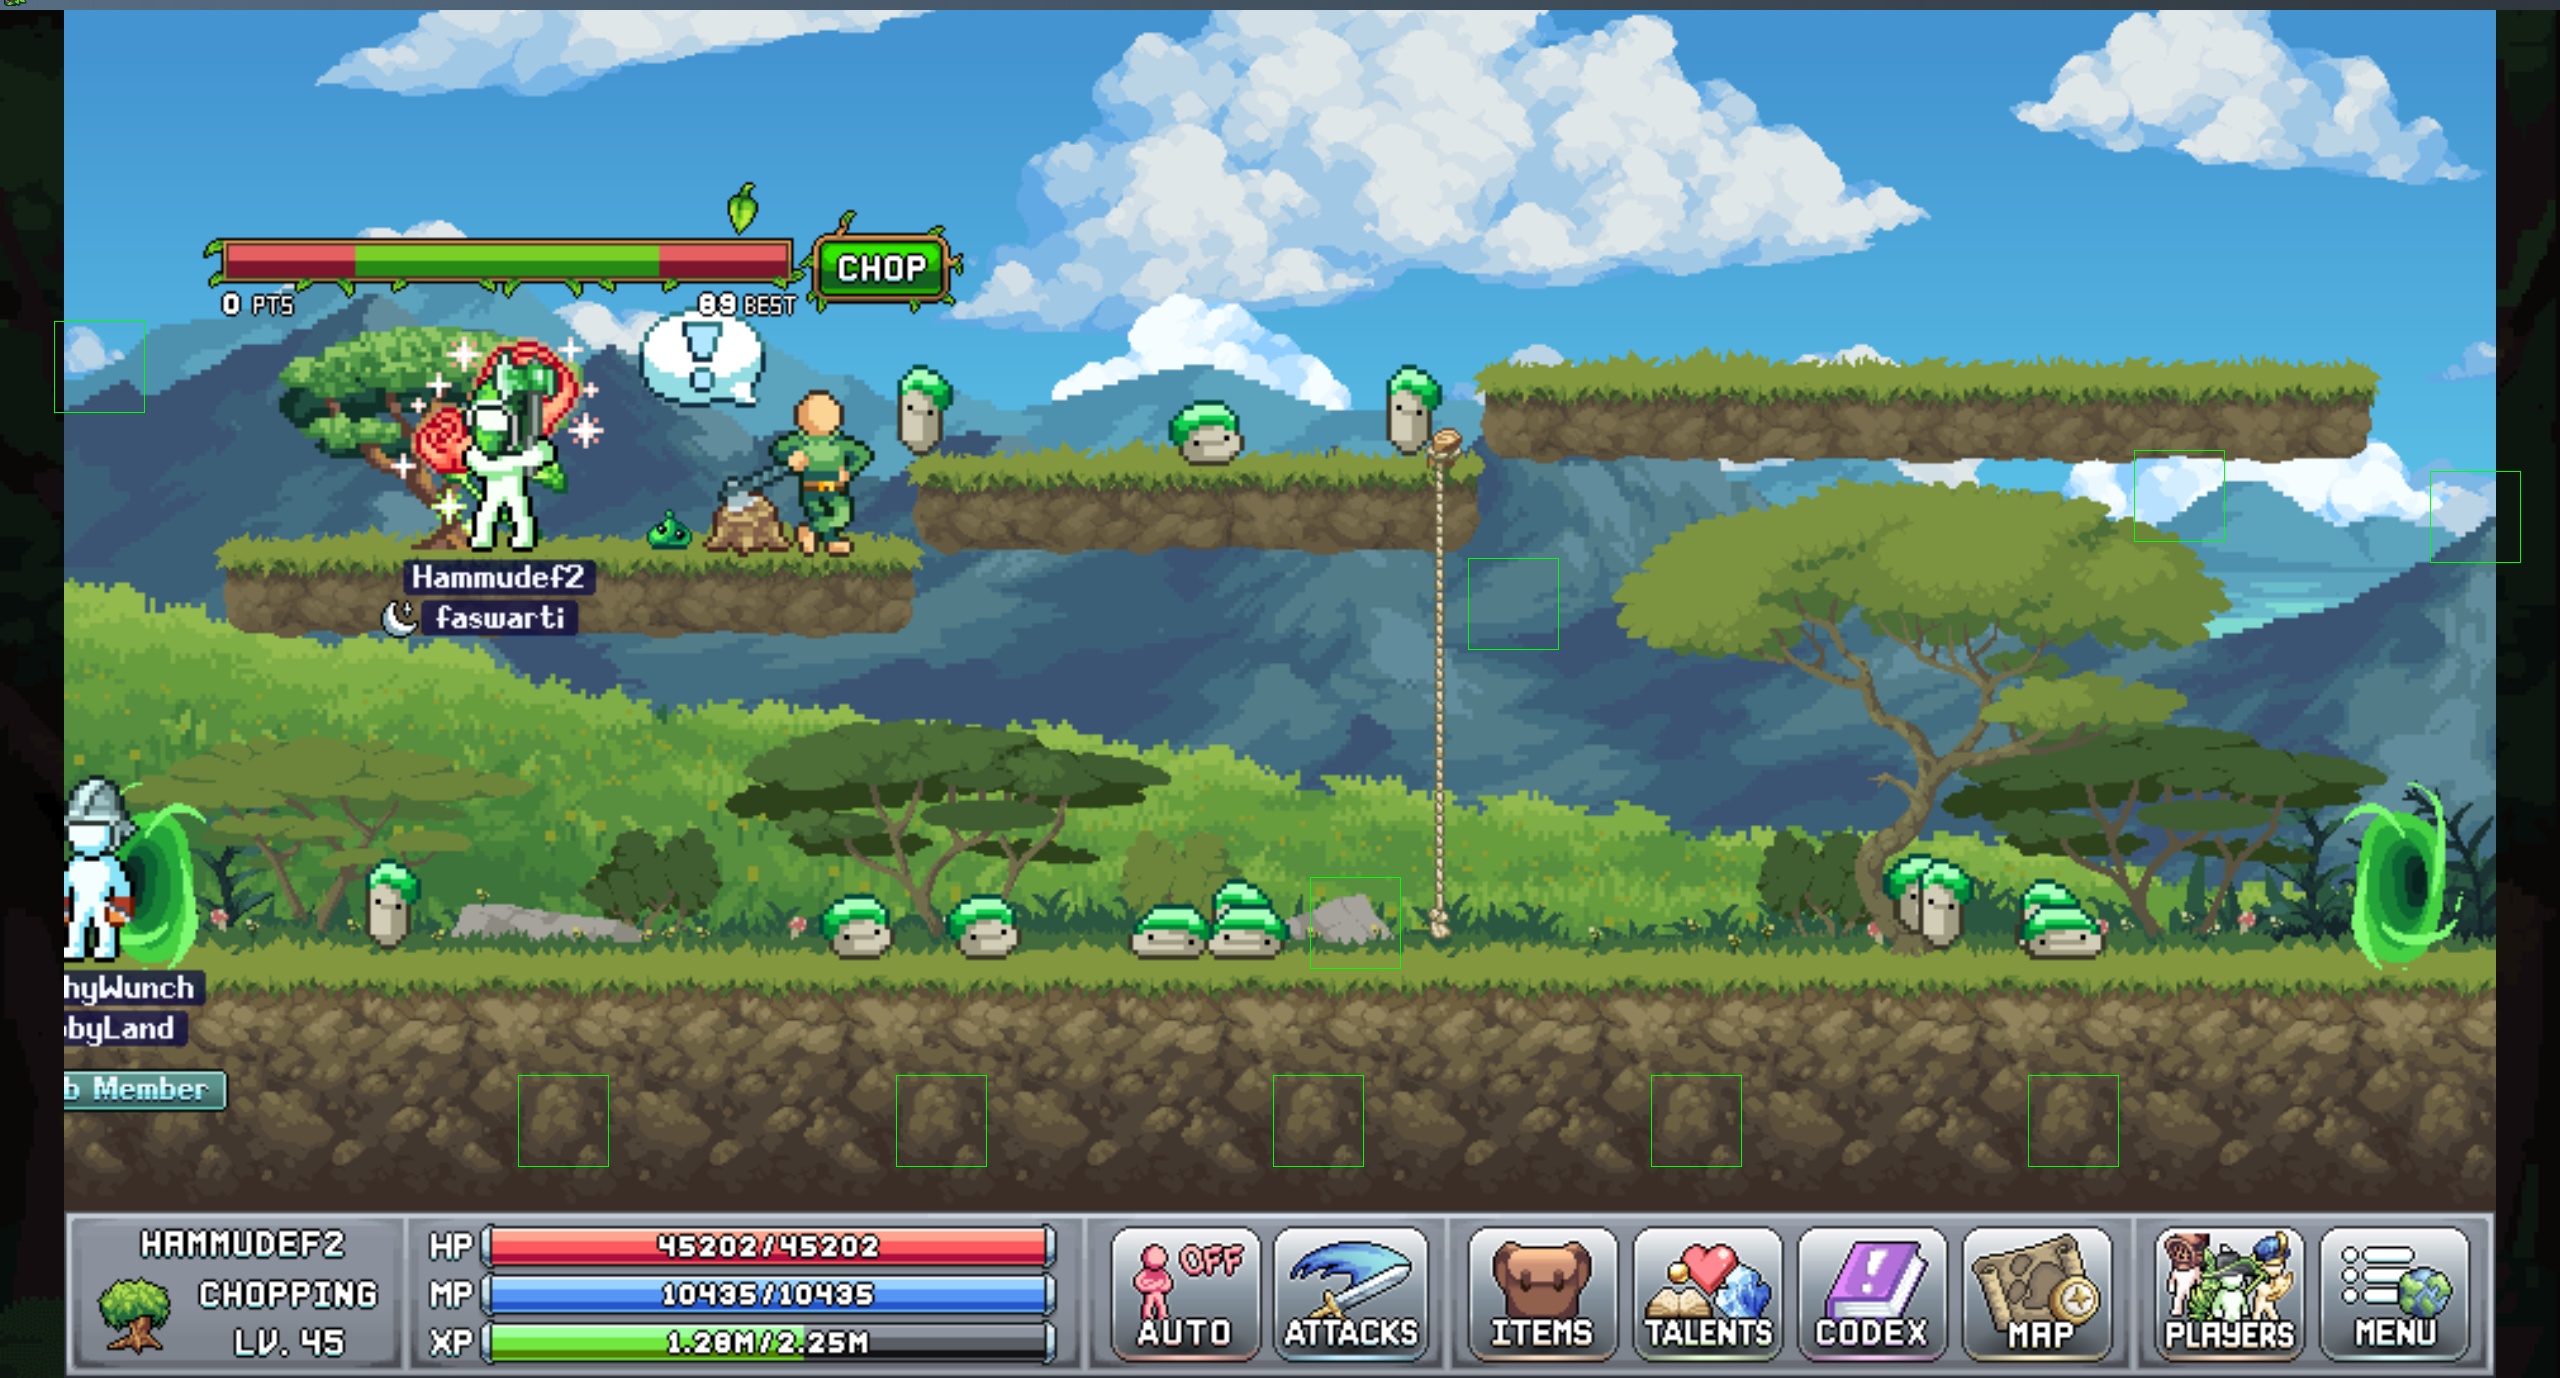 CHOP
0 PTS
89 BEST
Hammudef2
faswarti
hyWunch
obyLand
b Member
HAMMUDEF2
CHOPPING
LV. 45
HP 45202/45202
MP 10435/10435
XP 1.28M/2.25M
OFF
AUTO
ATTACKS
ITEMS
TALENTS
CODEX
MAP
PLAYERS
MENU